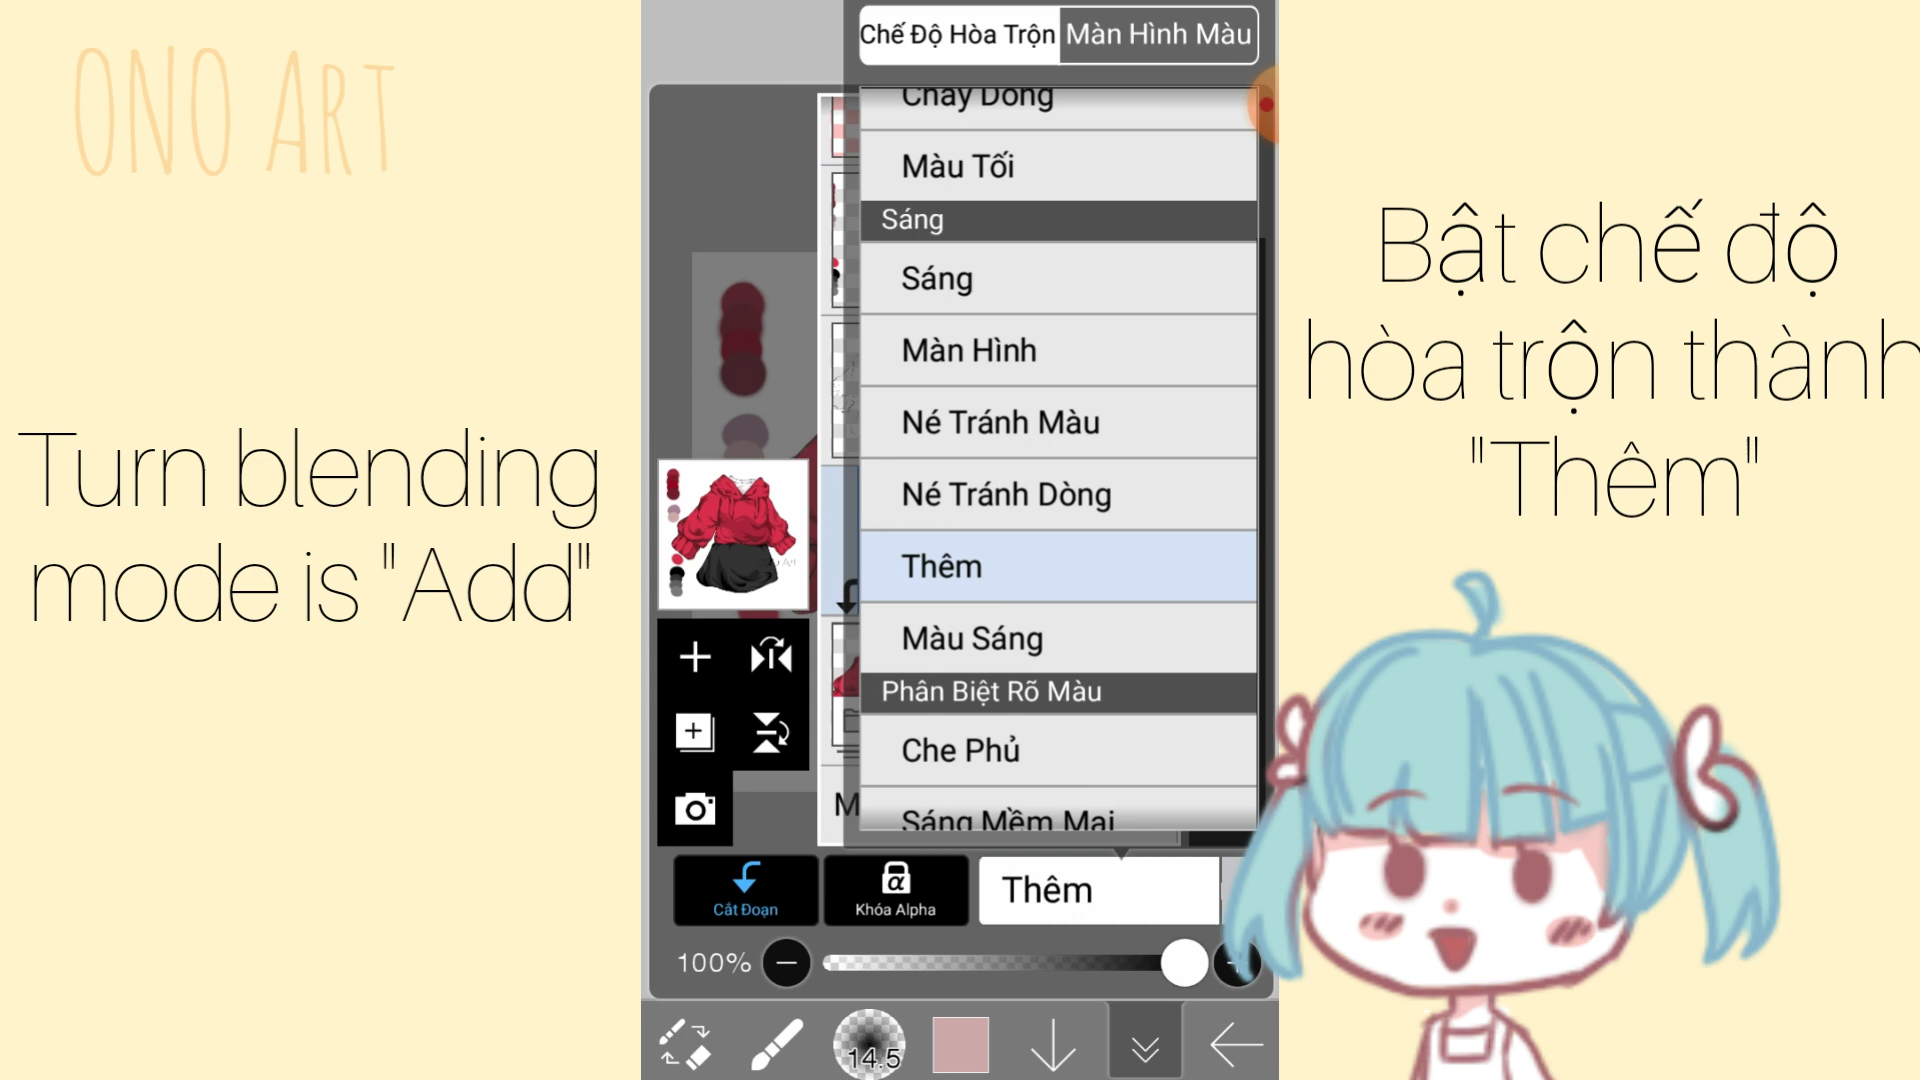 ONO ART
Turn blending
mode is "Add"
Chế Độ Hòa Trộn
Màn Hình Màu
Chạy Dòng
Màu Tối
Sáng
Sáng
Màn Hình
Né Tránh Màu
Né Tránh Dòng
Thêm
Màu Sáng
Phân Biệt Rõ Màu
Che Phủ
Sáng Mềm Mại
M
Cắt Đoạn
Khóa Alpha
Thêm
100%
14.5
Bật chế độ
hòa trộn thành
"Thêm"